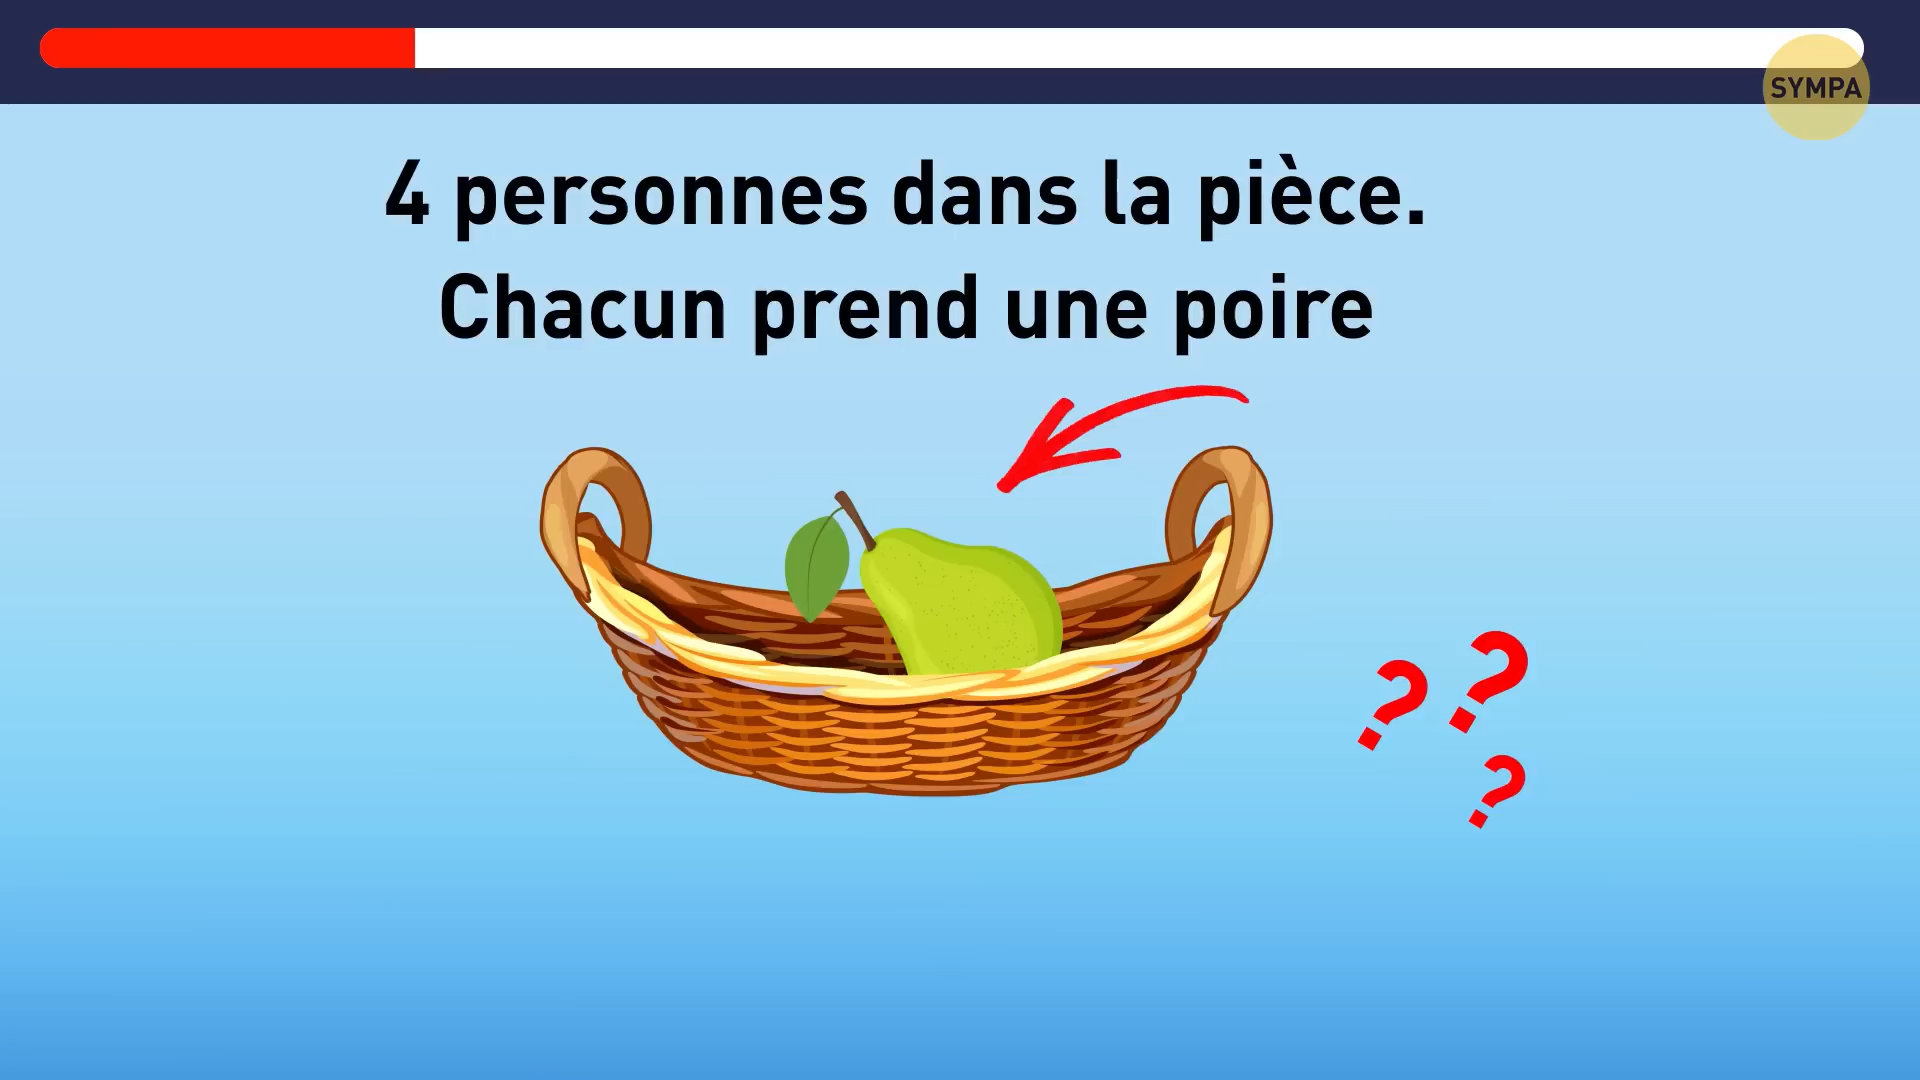 SYMPA
4 personnes dans la pièce.
Chacun prend une poire
? ? ?